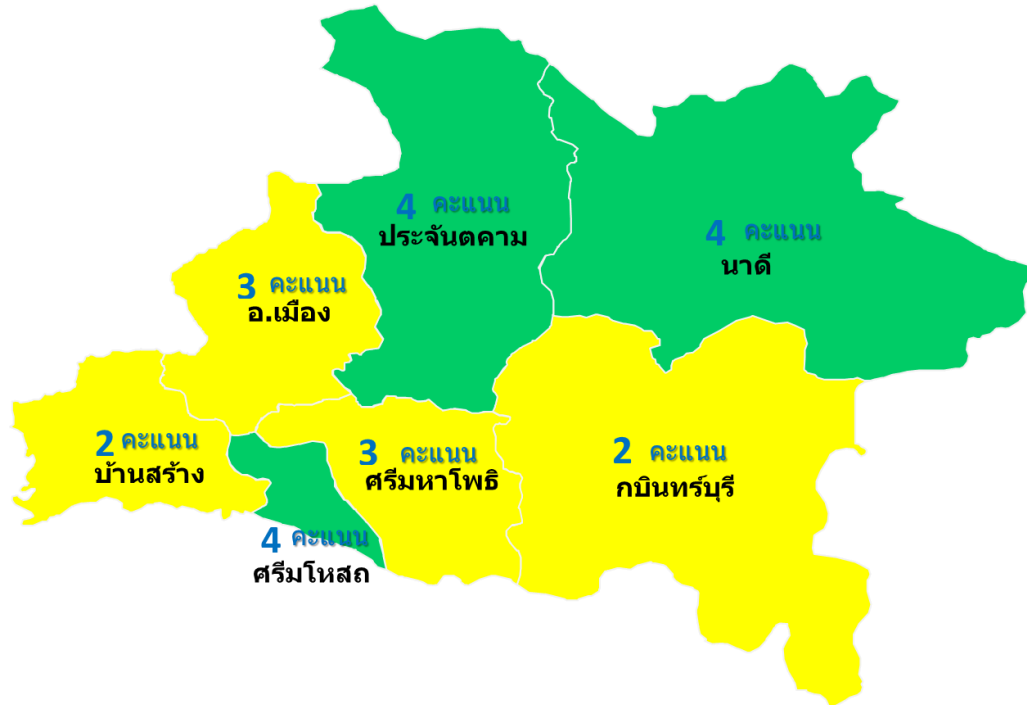 4 คะแนน
ประจันตคาม
4 คะแนน
นาดี
3 คะแนน
อ.เมือง
2 คะแนน
บ้านสร้าง
3 คะแนน
ศรีมหาโพธิ
2 คะแนน
กบินทร์บุรี
4 คะแนน
ศรีมโหสถ